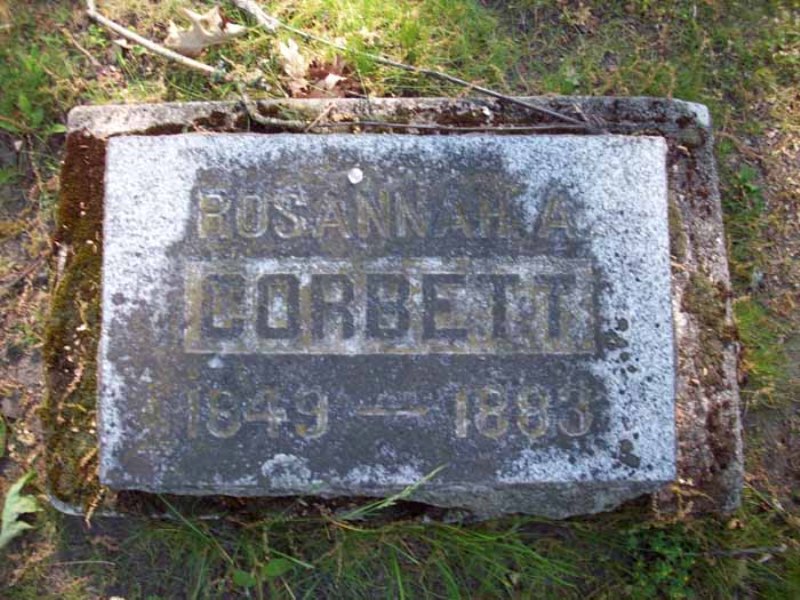 ROSANNAH A
CORBETT
1849 — 1883